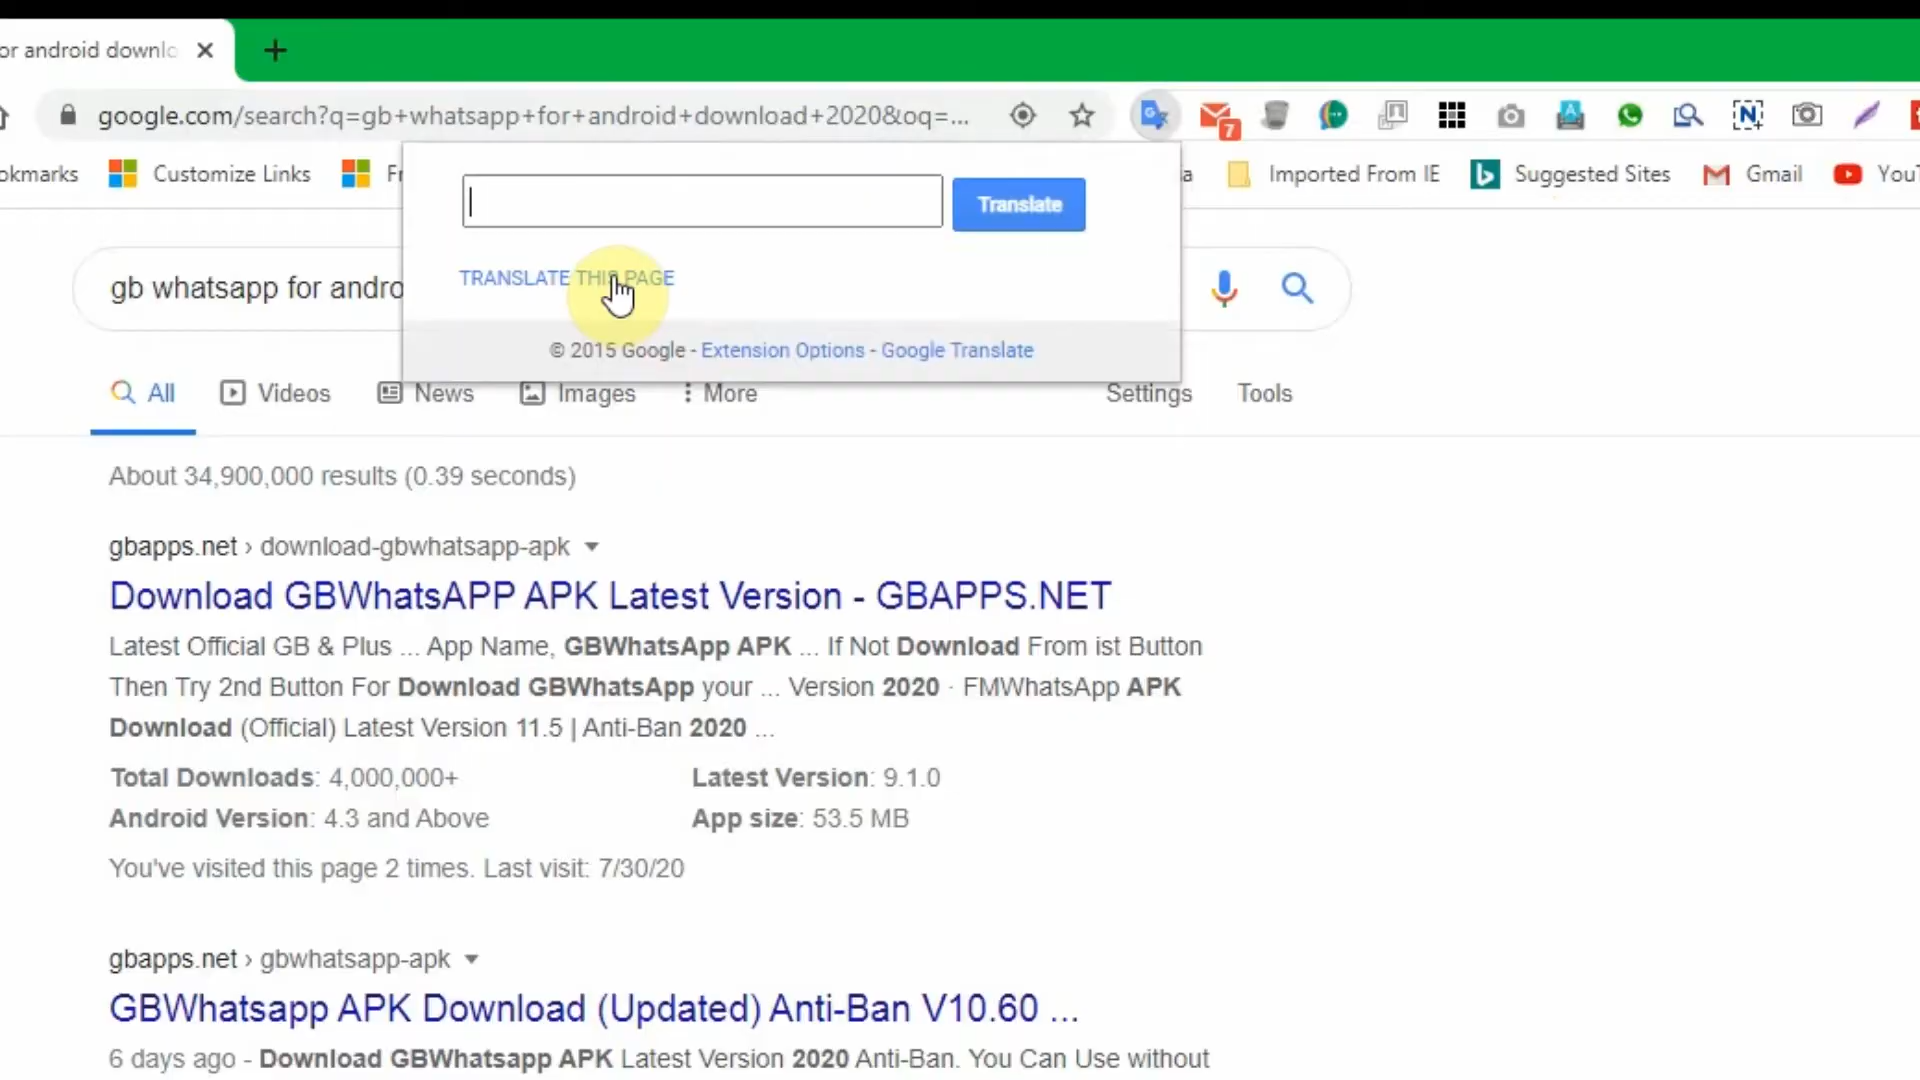 or android downlo
google.com/search?q=gb+whatsapp+for+android+download+2020&oq=...
7
okmarks
Customize Links
Fr
Imported From IE
Suggested Sites
Gmail
YouT
Translate
gb whatsapp for andro
TRANSLATE THIS PAGE
© 2015 Google - Extension Options - Google Translate
All
Videos
News
Images
More
Settings
Tools
About 34,900,000 results (0.39 seconds)
gbapps.net › download-gbwhatsapp-apk
Download GBWhatsAPP APK Latest Version - GBAPPS.NET
Latest Official GB & Plus ... App Name, GBWhatsApp APK ... If Not Download From ist Button
Then Try 2nd Button For Download GBWhatsApp your ... Version 2020 · FMWhatsApp APK
Download (Official) Latest Version 11.5 | Anti-Ban 2020 ...
Total Downloads: 4,000,000+
Latest Version: 9.1.0
Android Version: 4.3 and Above
App size: 53.5 MB
You've visited this page 2 times. Last visit: 7/30/20
gbapps.net › gbwhatsapp-apk
GBWhatsapp APK Download (Updated) Anti-Ban V10.60 ...
6 days ago - Download GBWhatsapp APK Latest Version 2020 Anti-Ban. You Can Use without